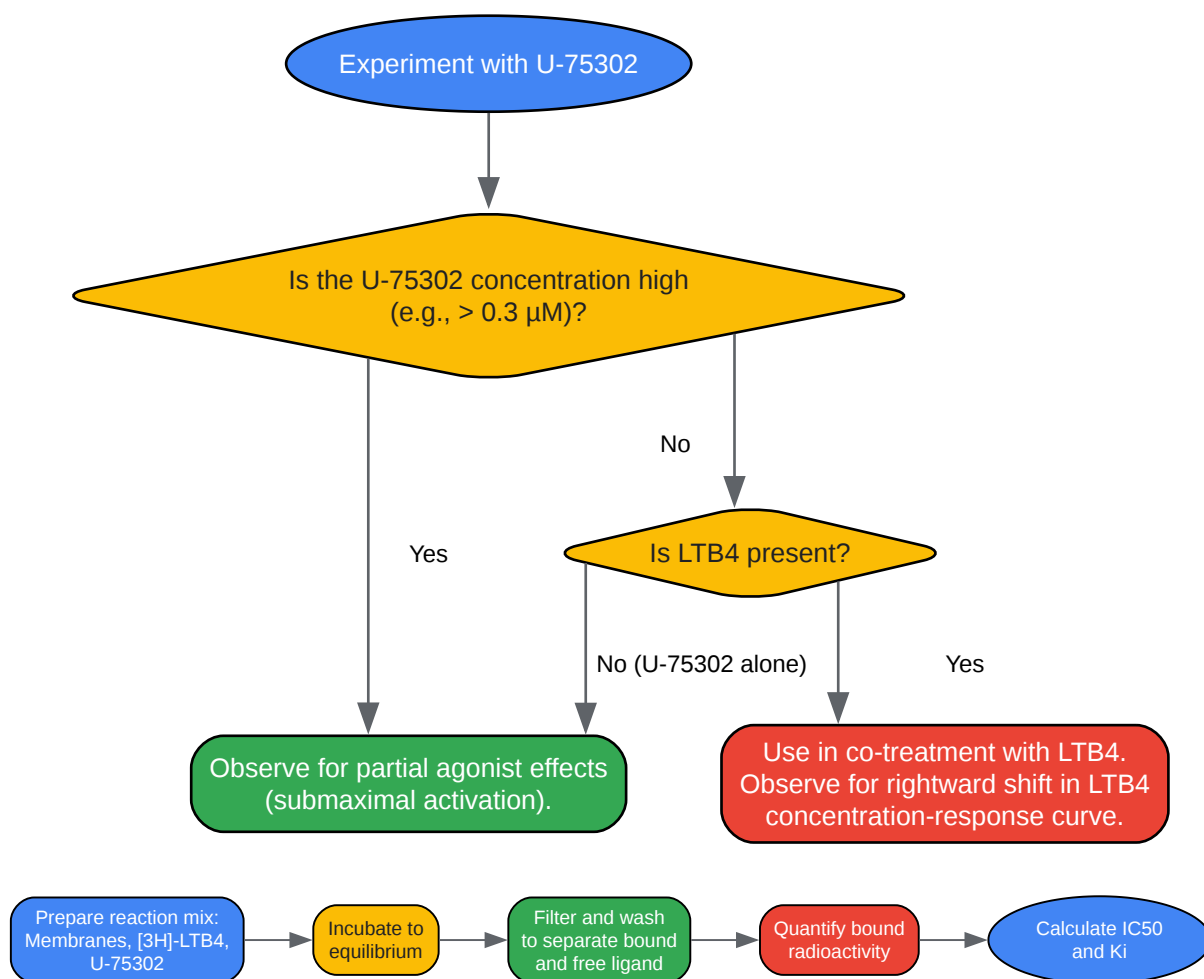 Experiment with U-75302
Is the U-75302 concentration high
(e.g., > 0.3 µM)?
No
Yes
Is LTB4 present?
No (U-75302 alone)
Yes
Observe for partial agonist effects
(submaximal activation).
Use in co-treatment with LTB4.
Observe for rightward shift in LTB4
concentration-response curve.
Prepare reaction mix:
Membranes, [3H]-LTB4,
U-75302
Incubate to
equilibrium
Filter and wash
to separate bound
and free ligand
Quantify bound
radioactivity
Calculate IC50
and Ki